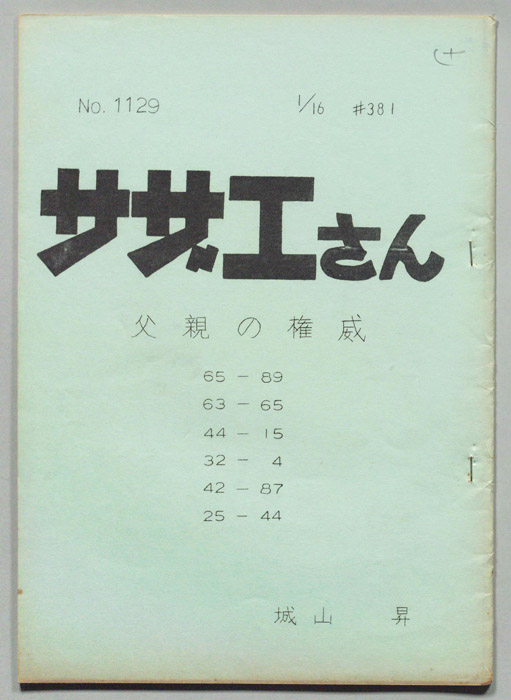 No. 1129 1/16 #381
サザエさん
父親の権威
65 － 89
63 － 65
44 － 15
32 － 4
42 － 87
25 － 44
城山 昇